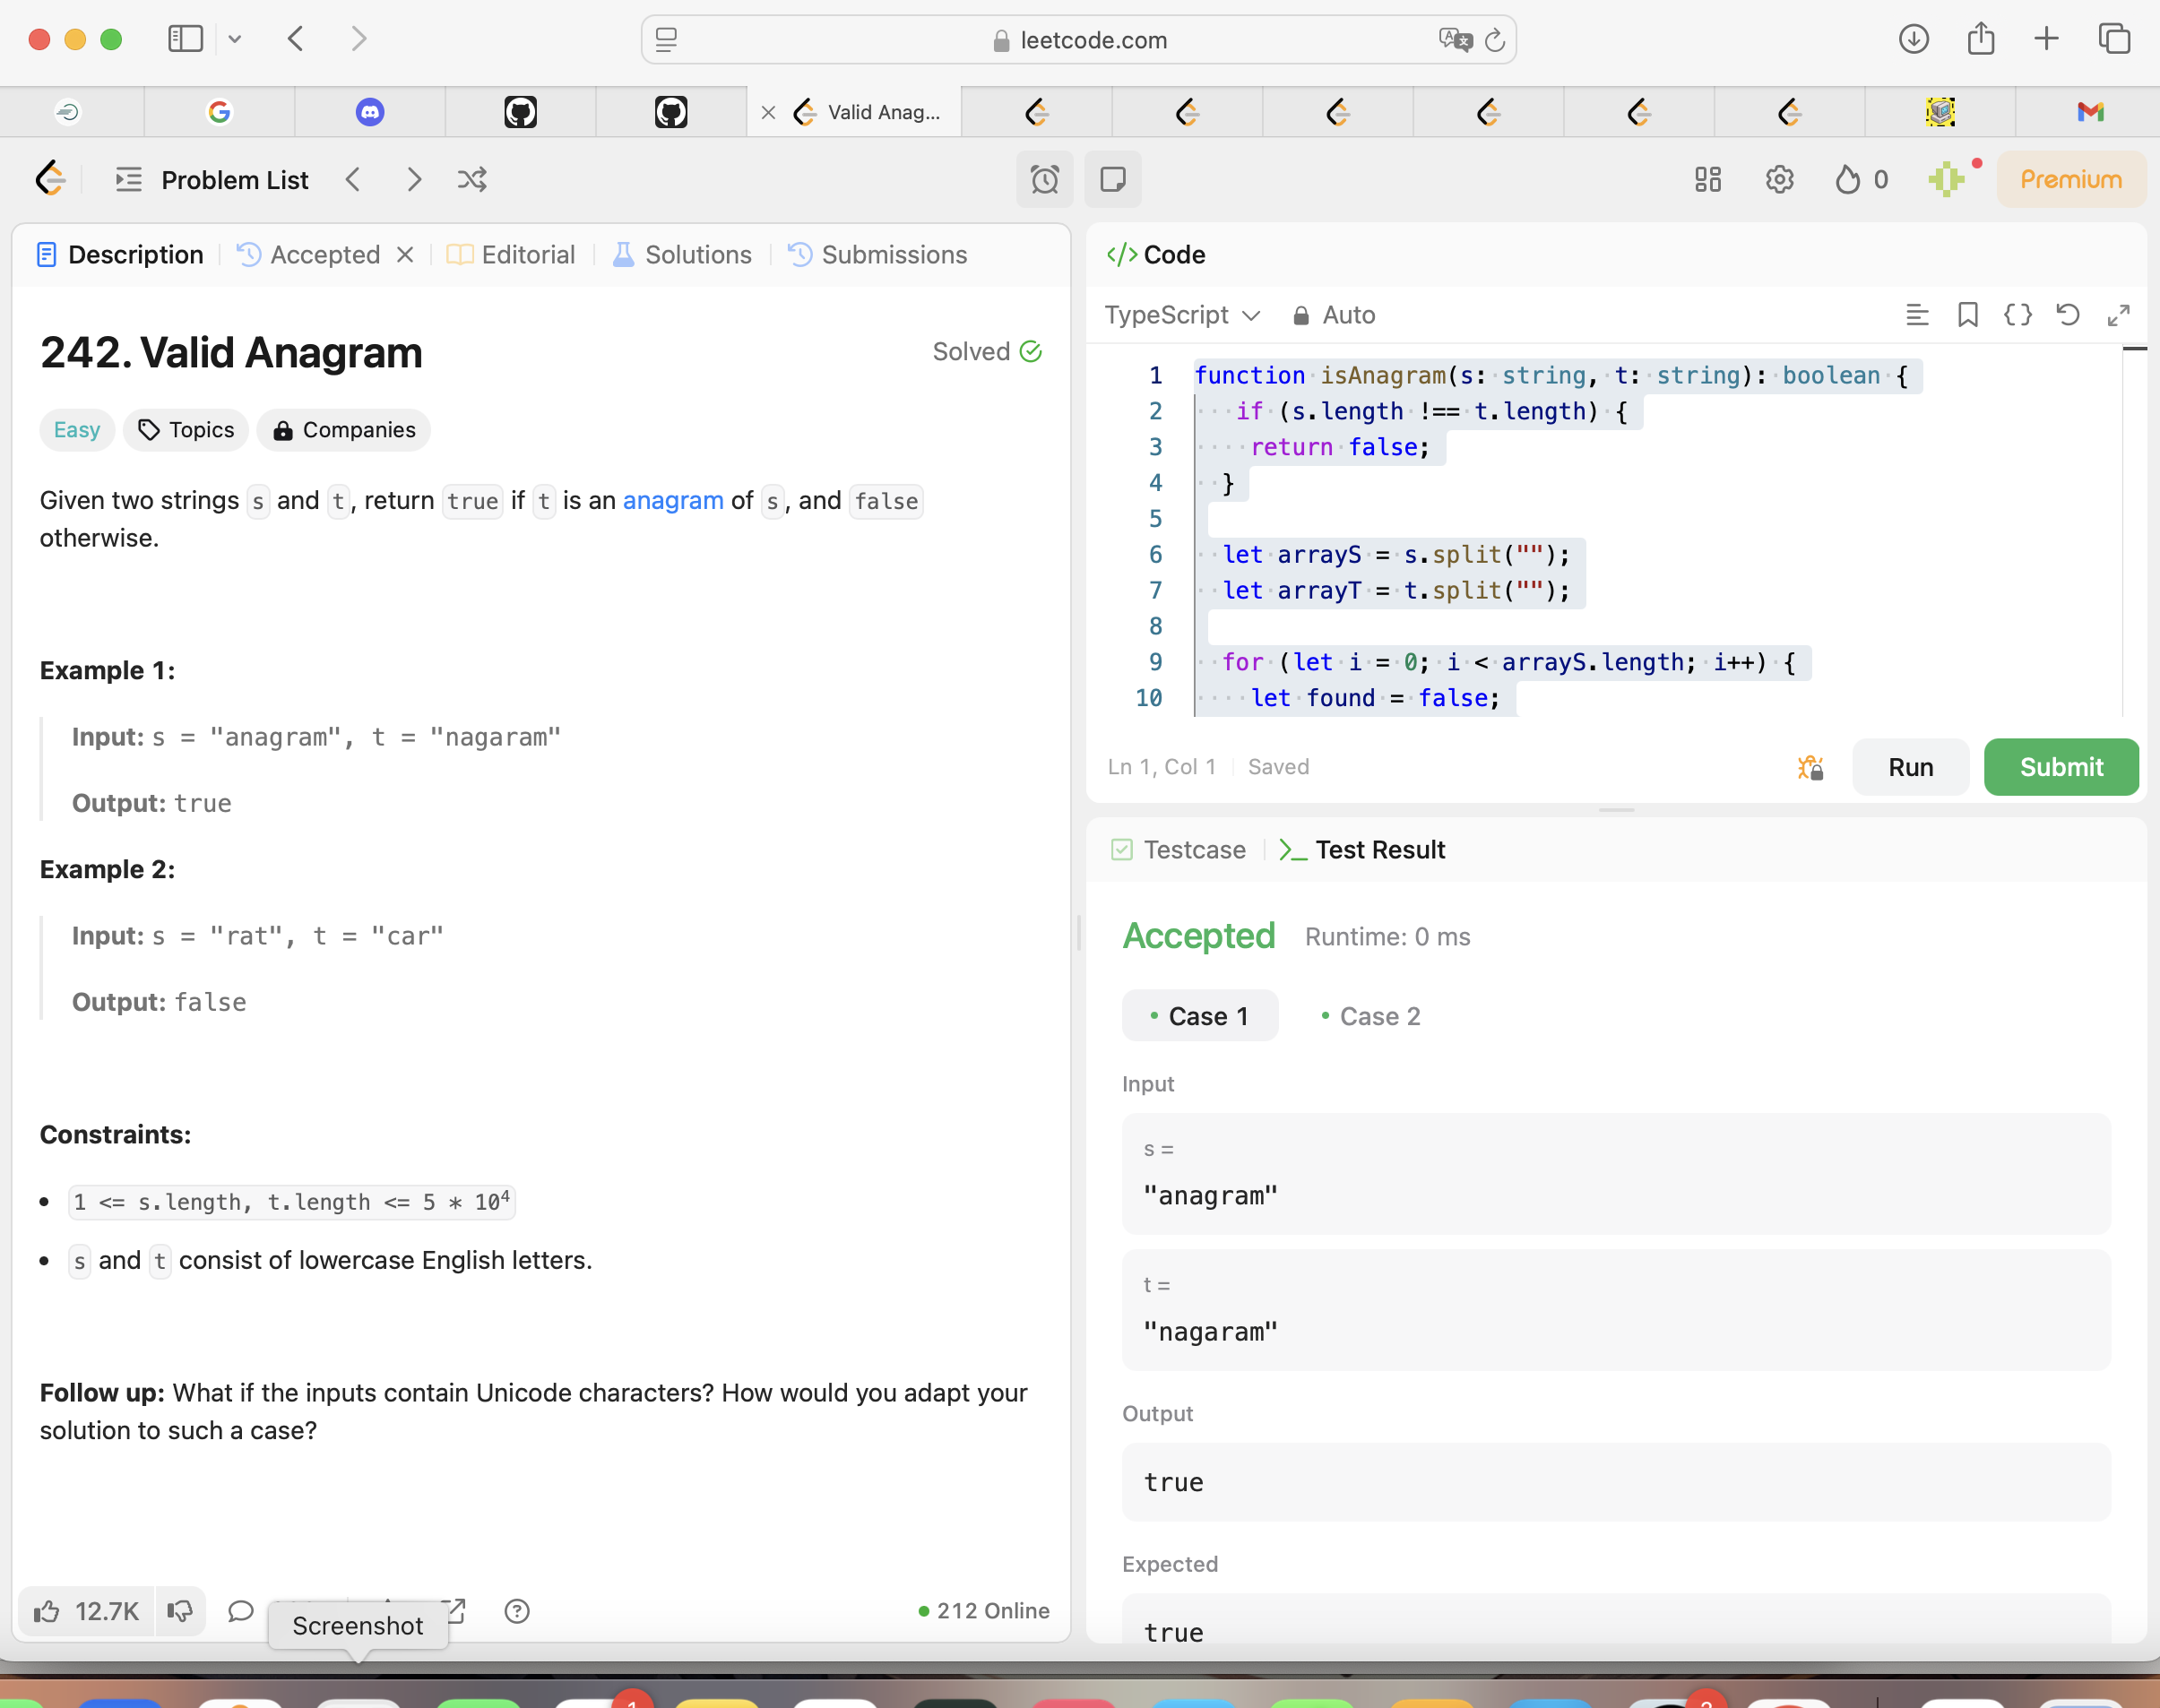 leetcode.com
Valid Anag...
Problem List
0
Premium
Description
Accepted
Editorial
Solutions
Submissions
242. Valid Anagram
Solved
Easy
Topics
Companies
Given two strings s and t, return true if t is an anagram of s, and false
otherwise.
Example 1:
Input: s = "anagram", t = "nagaram"
Output: true
Example 2:
Input: s = "rat", t = "car"
Output: false
Constraints:
1 <= s.length, t.length <= 5 * 10⁴
s and t consist of lowercase English letters.
Follow up: What if the inputs contain Unicode characters? How would you adapt your
solution to such a case?
12.7K
Screenshot
212 Online
</> Code
TypeScript
Auto
1 function isAnagram(s: string, t: string): boolean {
2 if (s.length !== t.length) {
3 return false;
4 }
5
6 let arrayS = s.split("");
7 let arrayT = t.split("");
8
9 for (let i = 0; i < arrayS.length; i++) {
10 let found = false;
Ln 1, Col 1
Saved
Run
Submit
Testcase
Test Result
Accepted
Runtime: 0 ms
Case 1
Case 2
Input
s =
"anagram"
t =
"nagaram"
Output
true
Expected
true